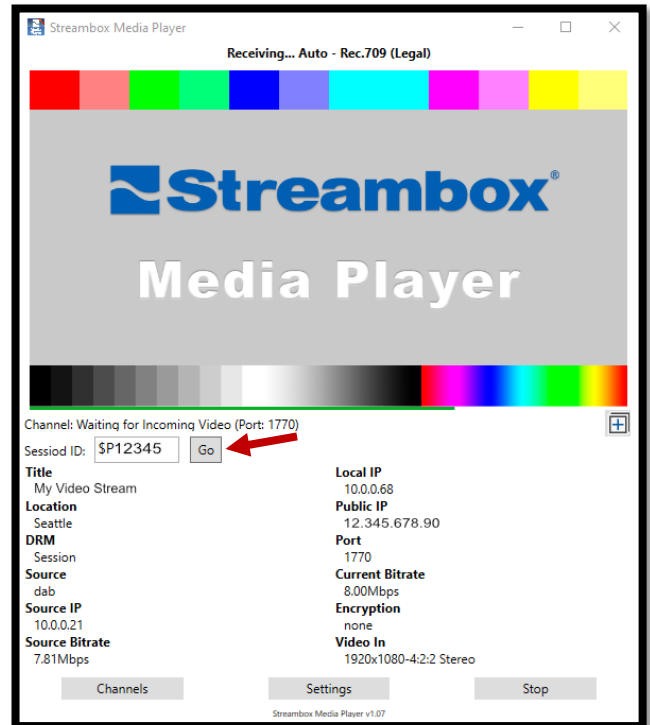 Streambox Media Player
Receiving... Auto - Rec.709 (Legal)
Streambox®
Media Player
Channel: Waiting for Incoming Video (Port: 1770)
Sessiod ID: $P12345 Go
Title
My Video Stream
Location
Seattle
DRM
Session
Source
dab
Source IP
10.0.0.21
Source Bitrate
7.81Mbps
Local IP
10.0.0.68
Public IP
12.345.678.90
Port
1770
Current Bitrate
8.00Mbps
Encryption
none
Video In
1920x1080-4:2:2 Stereo
Channels Settings Stop
Streambox Media Player v1.07